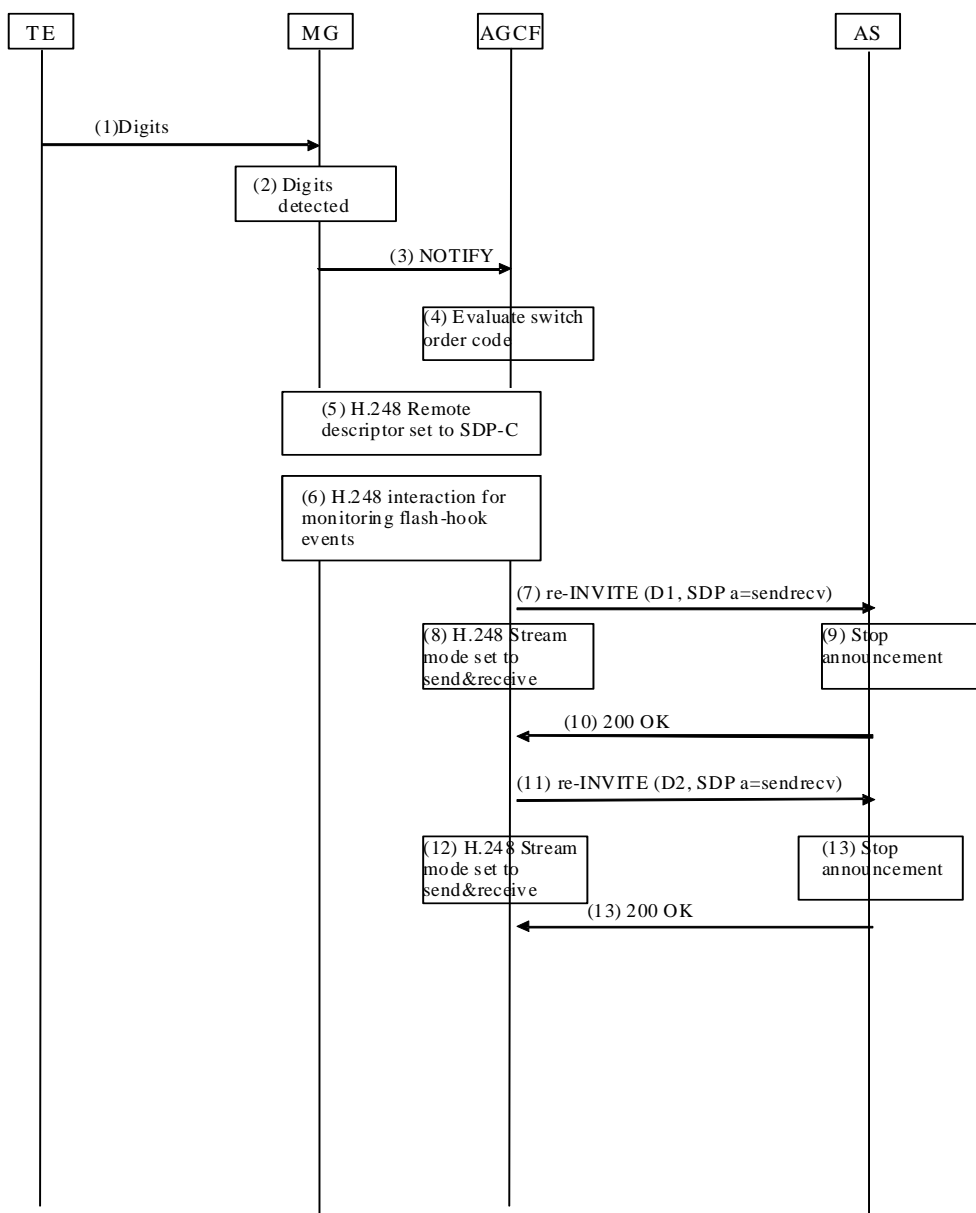 TE
MG
AGCF
AS
(1)Digits
(2) Digits
detected
(3) NOTIFY
(4) Evaluate switch
order code
(5) H.248 Remote
descriptor set to SDP-C
(6) H.248 interaction for
monitoring flash-hook
events
(7) re-INVITE (D1, SDP a=sendrecv)
(8) H.248 Stream
mode set to
send&receive
(9) Stop
announcement
(10) 200 OK
(11) re-INVITE (D2, SDP a=sendrecv)
(12) H.248 Stream
mode set to
send&receive
(13) Stop
announcement
(13) 200 OK